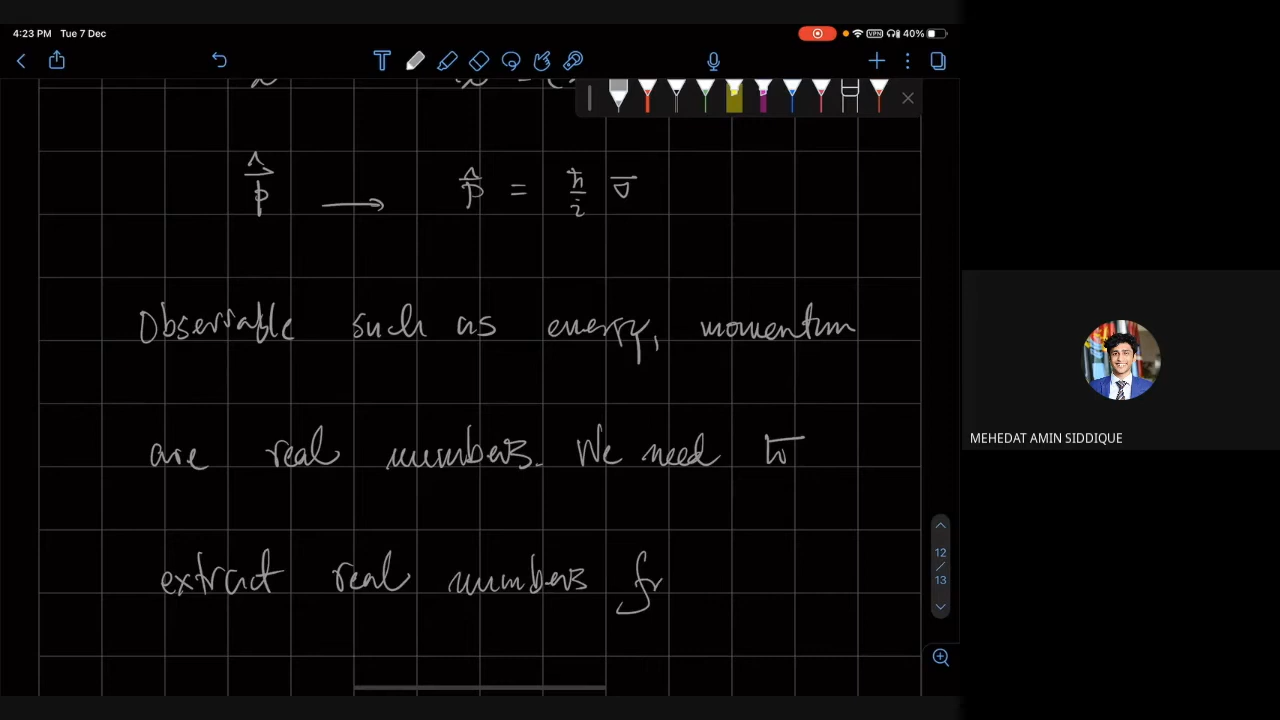 4:23 PM Tue 7 Dec
VPN 40%
p̂ → p̂ = ħ/i ∇
Observable such as energy, momentum
are real numbers. We need to
extract real numbers fr
12
/
13
MEHEDAT AMIN SIDDIQUE